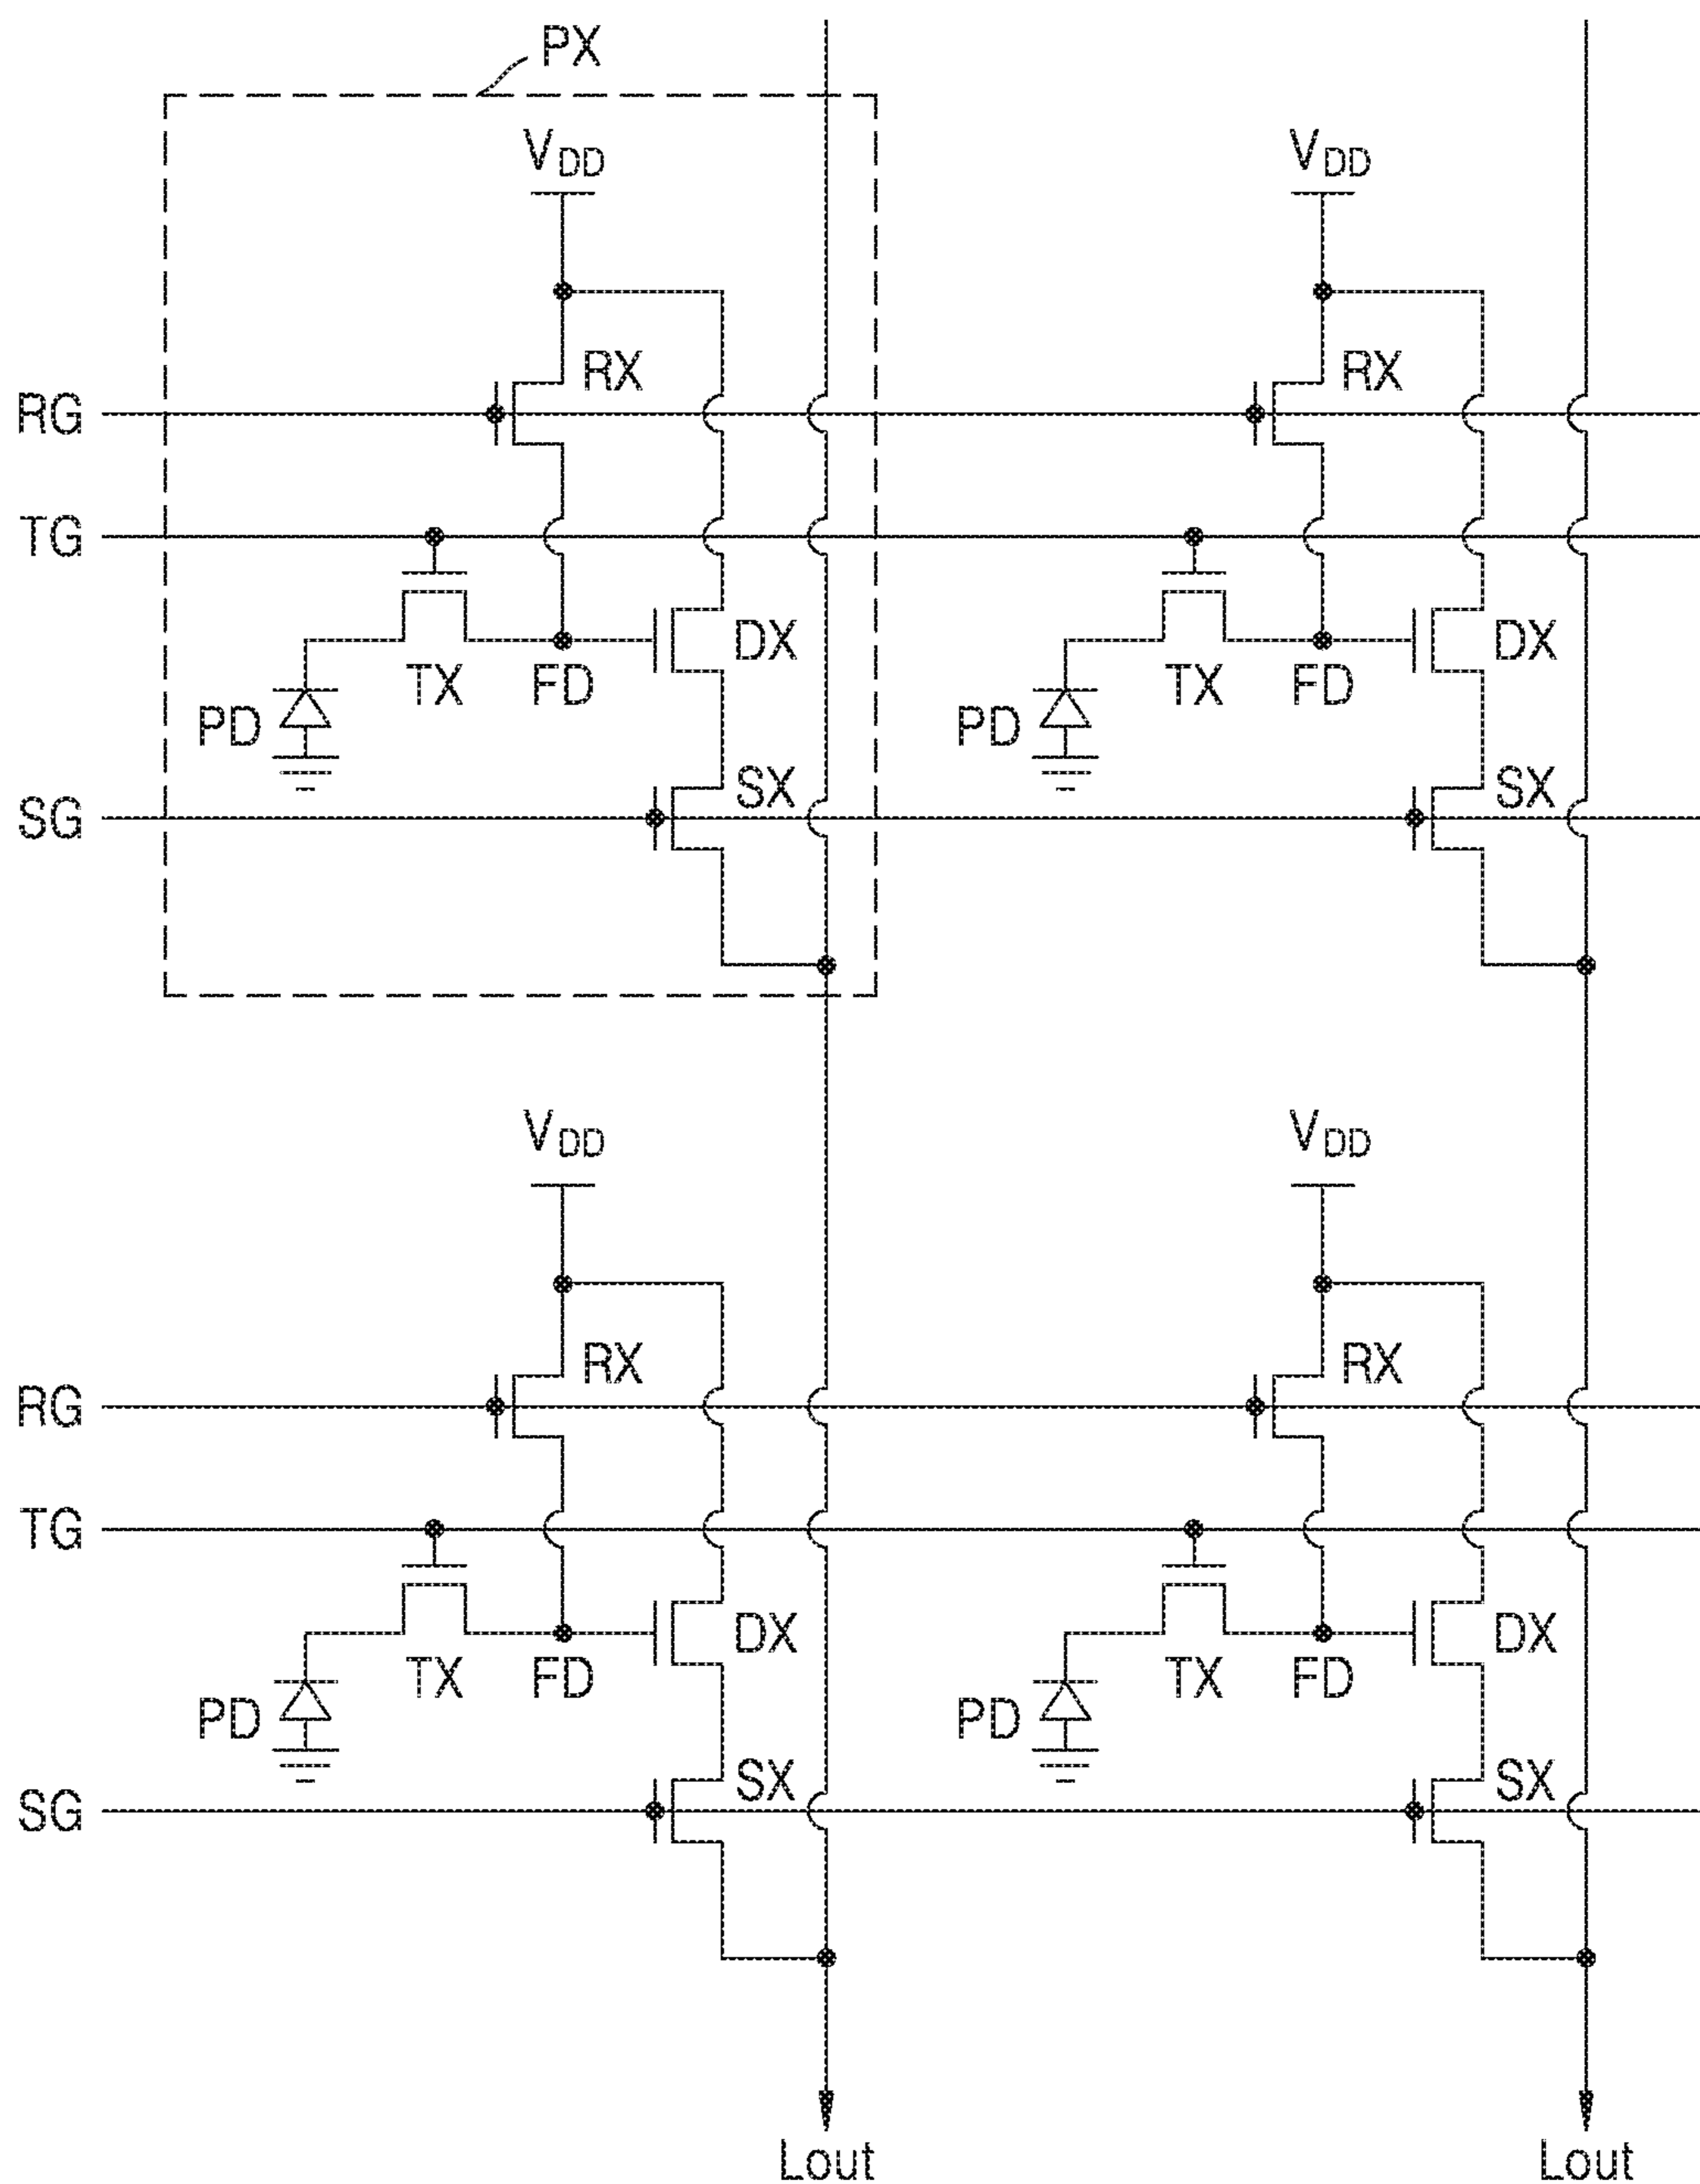 PX
VDD VDD
RX RX
RG
TG
DX DX
TX FD TX FD
PD PD
SX SX
SG
VDD VDD
RX RX
RG
TG
DX DX
TX FD TX FD
PD PD
SX SX
SG
Lout Lout